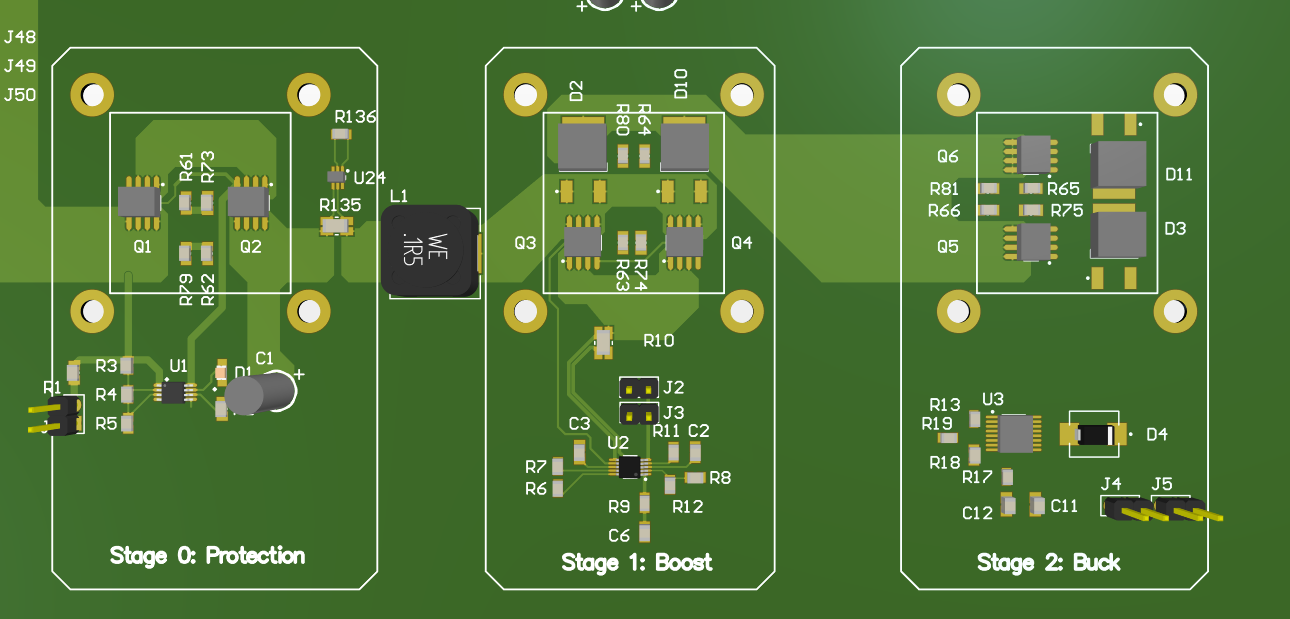 J48
J49
J50
R136
U24
R135
R61
R73
Q1
Q2
R79
R62
L1
WE
.1R5
R3
R4
R5
R1
U1
D1
C1
+
Stage 0: Protection
+
+
D2
D10
R80
R64
Q3
Q4
R63
R74
R10
J2
J3
C3
R11
C2
U2
R7
R6
R8
R9
R12
C6
Stage 1: Boost
Q6
R81
R65
R66
R75
Q5
D11
D3
R13
U3
R19
R18
R17
C12
C11
D4
J4
J5
Stage 2: Buck